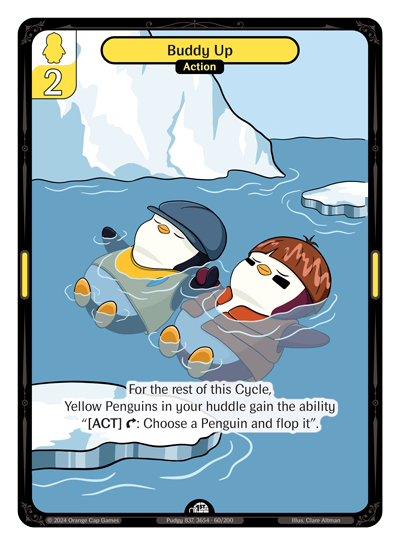 2
Buddy Up
Action
For the rest of this Cycle,
Yellow Penguins in your huddle gain the ability
“[ACT] ↱: Choose a Penguin and flop it”.
© 2024 Orange Cap Games
Pudgy 837, 3654 - 60/200
Illus. Clare Altman